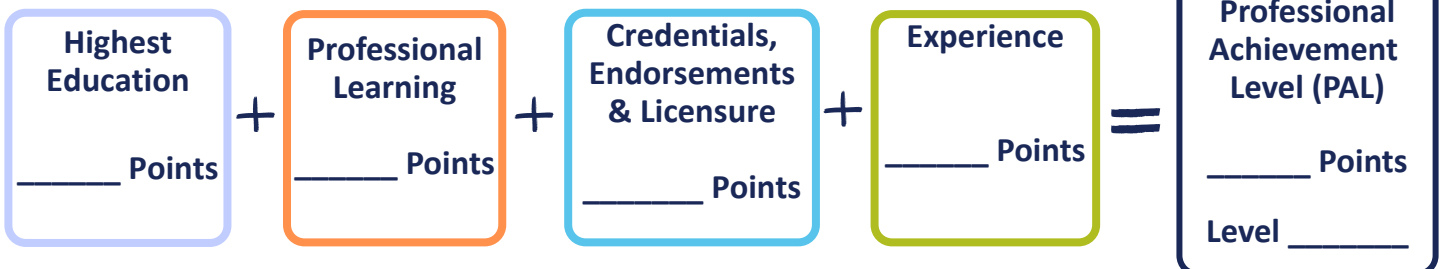 Highest
Education
______ Points
+
Professional
Learning
______ Points
+
Credentials,
Endorsements
& Licensure
_______ Points
+
Experience
______ Points
=
Professional
Achievement
Level (PAL)
______ Points
Level _______